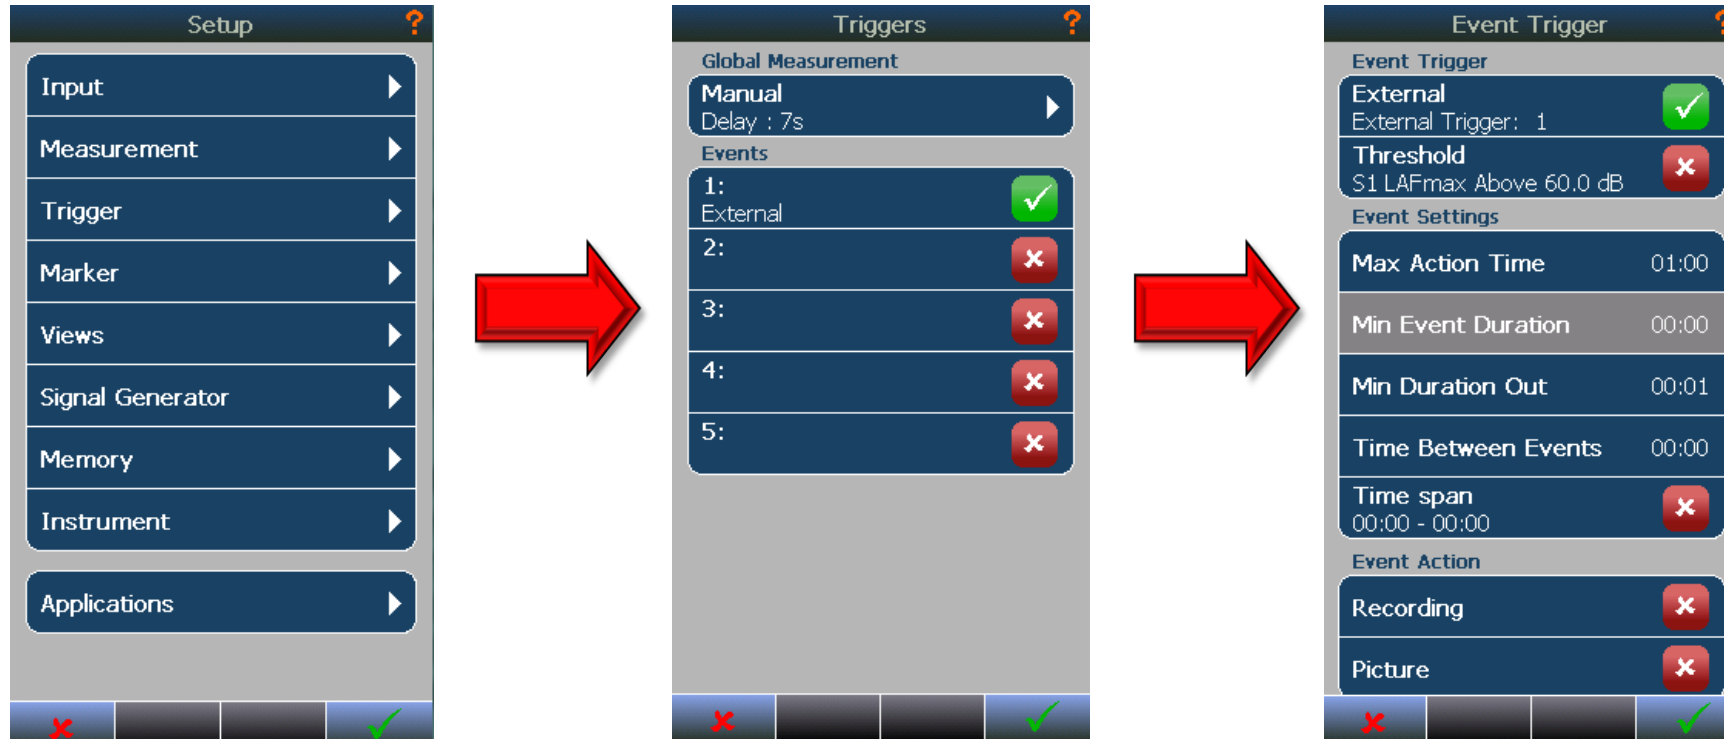 Setup ?
Input
Measurement
Trigger
Marker
Views
Signal Generator
Memory
Instrument
Applications
Triggers ?
Global Measurement
Manual
Delay : 7s
Events
1:
External
2:
3:
4:
5:
Event Trigger ?
Event Trigger
External
External Trigger: 1
Threshold
S1 LAFmax Above 60.0 dB
Event Settings
Max Action Time 01:00
Min Event Duration 00:00
Min Duration Out 00:01
Time Between Events 00:00
Time span
00:00 - 00:00
Event Action
Recording
Picture